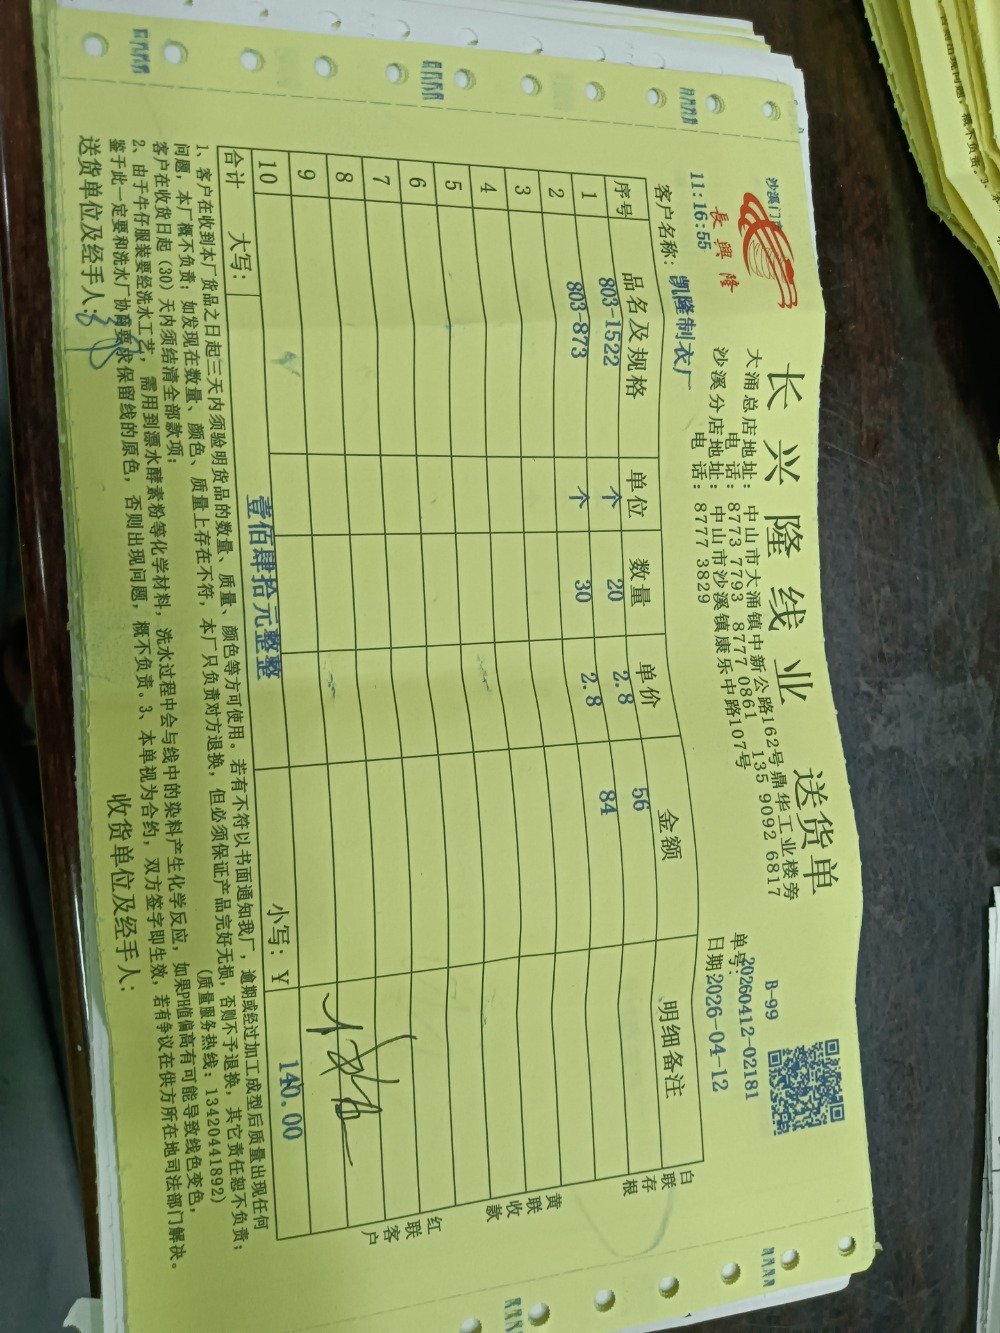 沙溪门市
長興隆
11:16:55
长兴隆线业 送货单
大涌总店地址：中山市大涌镇中新公路162号鼎华工业楼旁
电 话：8773 7793 8777 0861 135 9092 6817
沙溪分店地址：中山市沙溪镇康乐中路107号
电 话：8777 3829
B-99
单号：20260412-02181
日期2026-04-12
客户名称：凯隆制衣厂
序号 品名及规格 单位 数量 单价 金额 明细备注
1 803-1522 个 20 2.8 56
2 803-873 个 30 2.8 84
3
4
5
6
7
8
9
10
合计 大写：壹佰肆拾元整整 小写：¥ 140.00
白联存根
黄联收款
红联客户
1、客户在收到本厂货品之日起三天内须验明货品的数量、质量、颜色等方可使用。若有不符以书面通知我厂，逾期或经过加工成型后质量出现任何
问题，本厂概不负责；如发现在数量、颜色、质量上存在不符，本厂只负责对方退换，但必须保证产品完好无损，否则不予退换，其它责任恕不负责；
客户在收货日起（30）天内须结清全部款项； (质量服务热线：13420441892)
2、由于牛仔服装要经洗水工艺，需用到漂水酵素粉等化学材料，洗水过程中会与线中的染料产生化学反应，如果PH值偏高有可能导致线色变色，
鉴于此一定要和洗水厂协商要求保留线的原色，否则出现问题，概不负责。3、本单视为合约，双方签字即生效，若有争议在供方所在地司法部门解决。
送货单位及经手人： 收货单位及经手人：